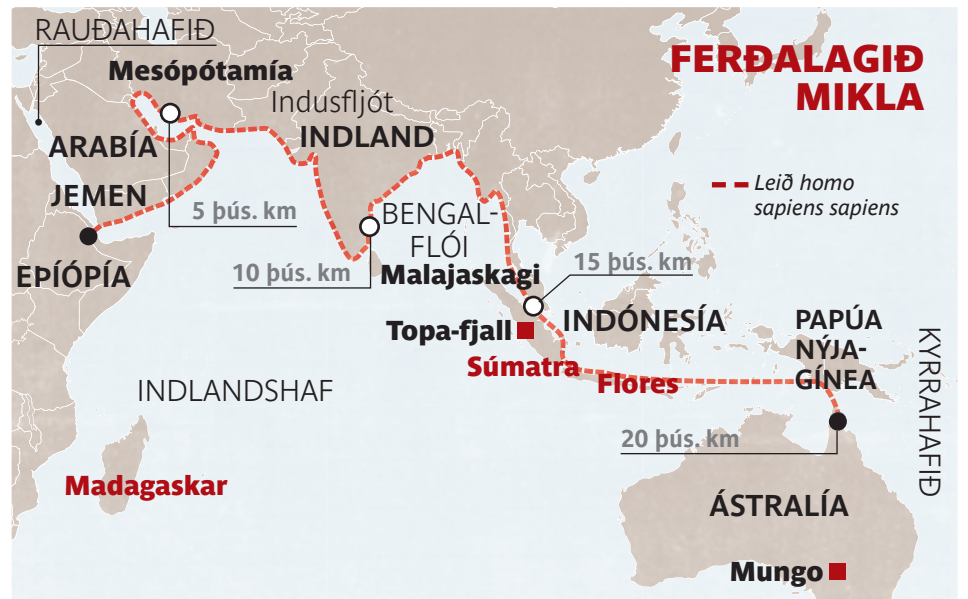 RAUÐAHAFIÐ
FERÐALAGIÐ
MIKLA
Mesópótamía
Indusfljót
INDLAND
ARABÍA
JEMEN
Leið homo
sapiens sapiens
5 þús. km
BENGAL-
FLÓI
10 þús. km
Malajaskagi
15 þús. km
EÞÍÓPÍA
Topa-fjall
INDÓNESÍA
PAPÚA
NÝJA-
GÍNEA
Súmatra
Flores
INDLANDSHAF
KYRRAHAFIÐ
20 þús. km
Madagaskar
ÁSTRALÍA
Mungo